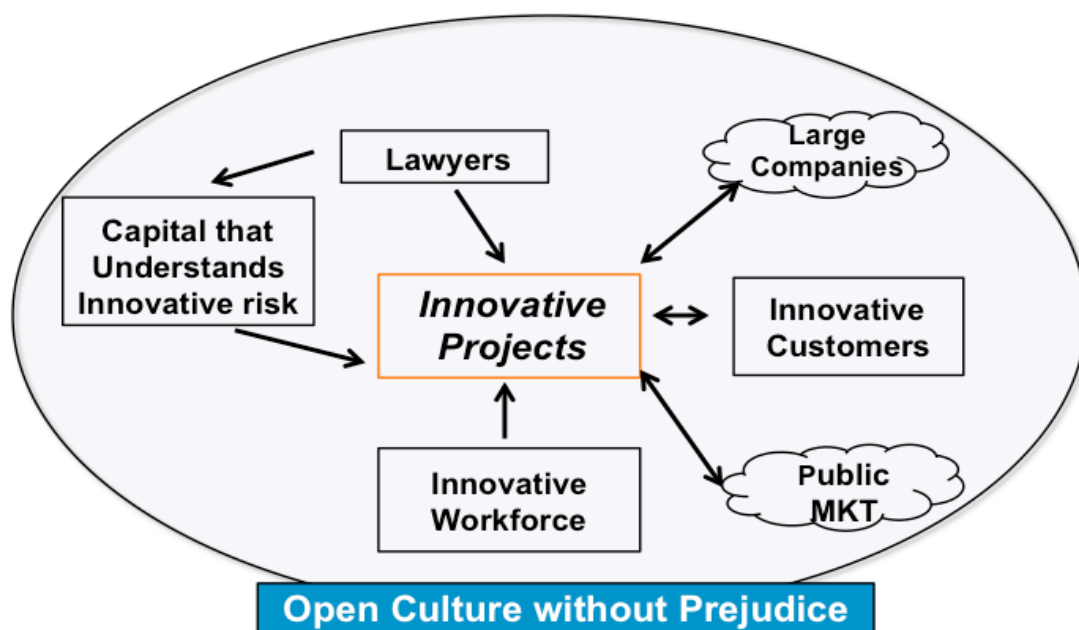 Lawyers
Large
Companies
Capital that
Understands
Innovative risk
Innovative
Projects
Innovative
Customers
Innovative
Workforce
Public
MKT
Open Culture without Prejudice